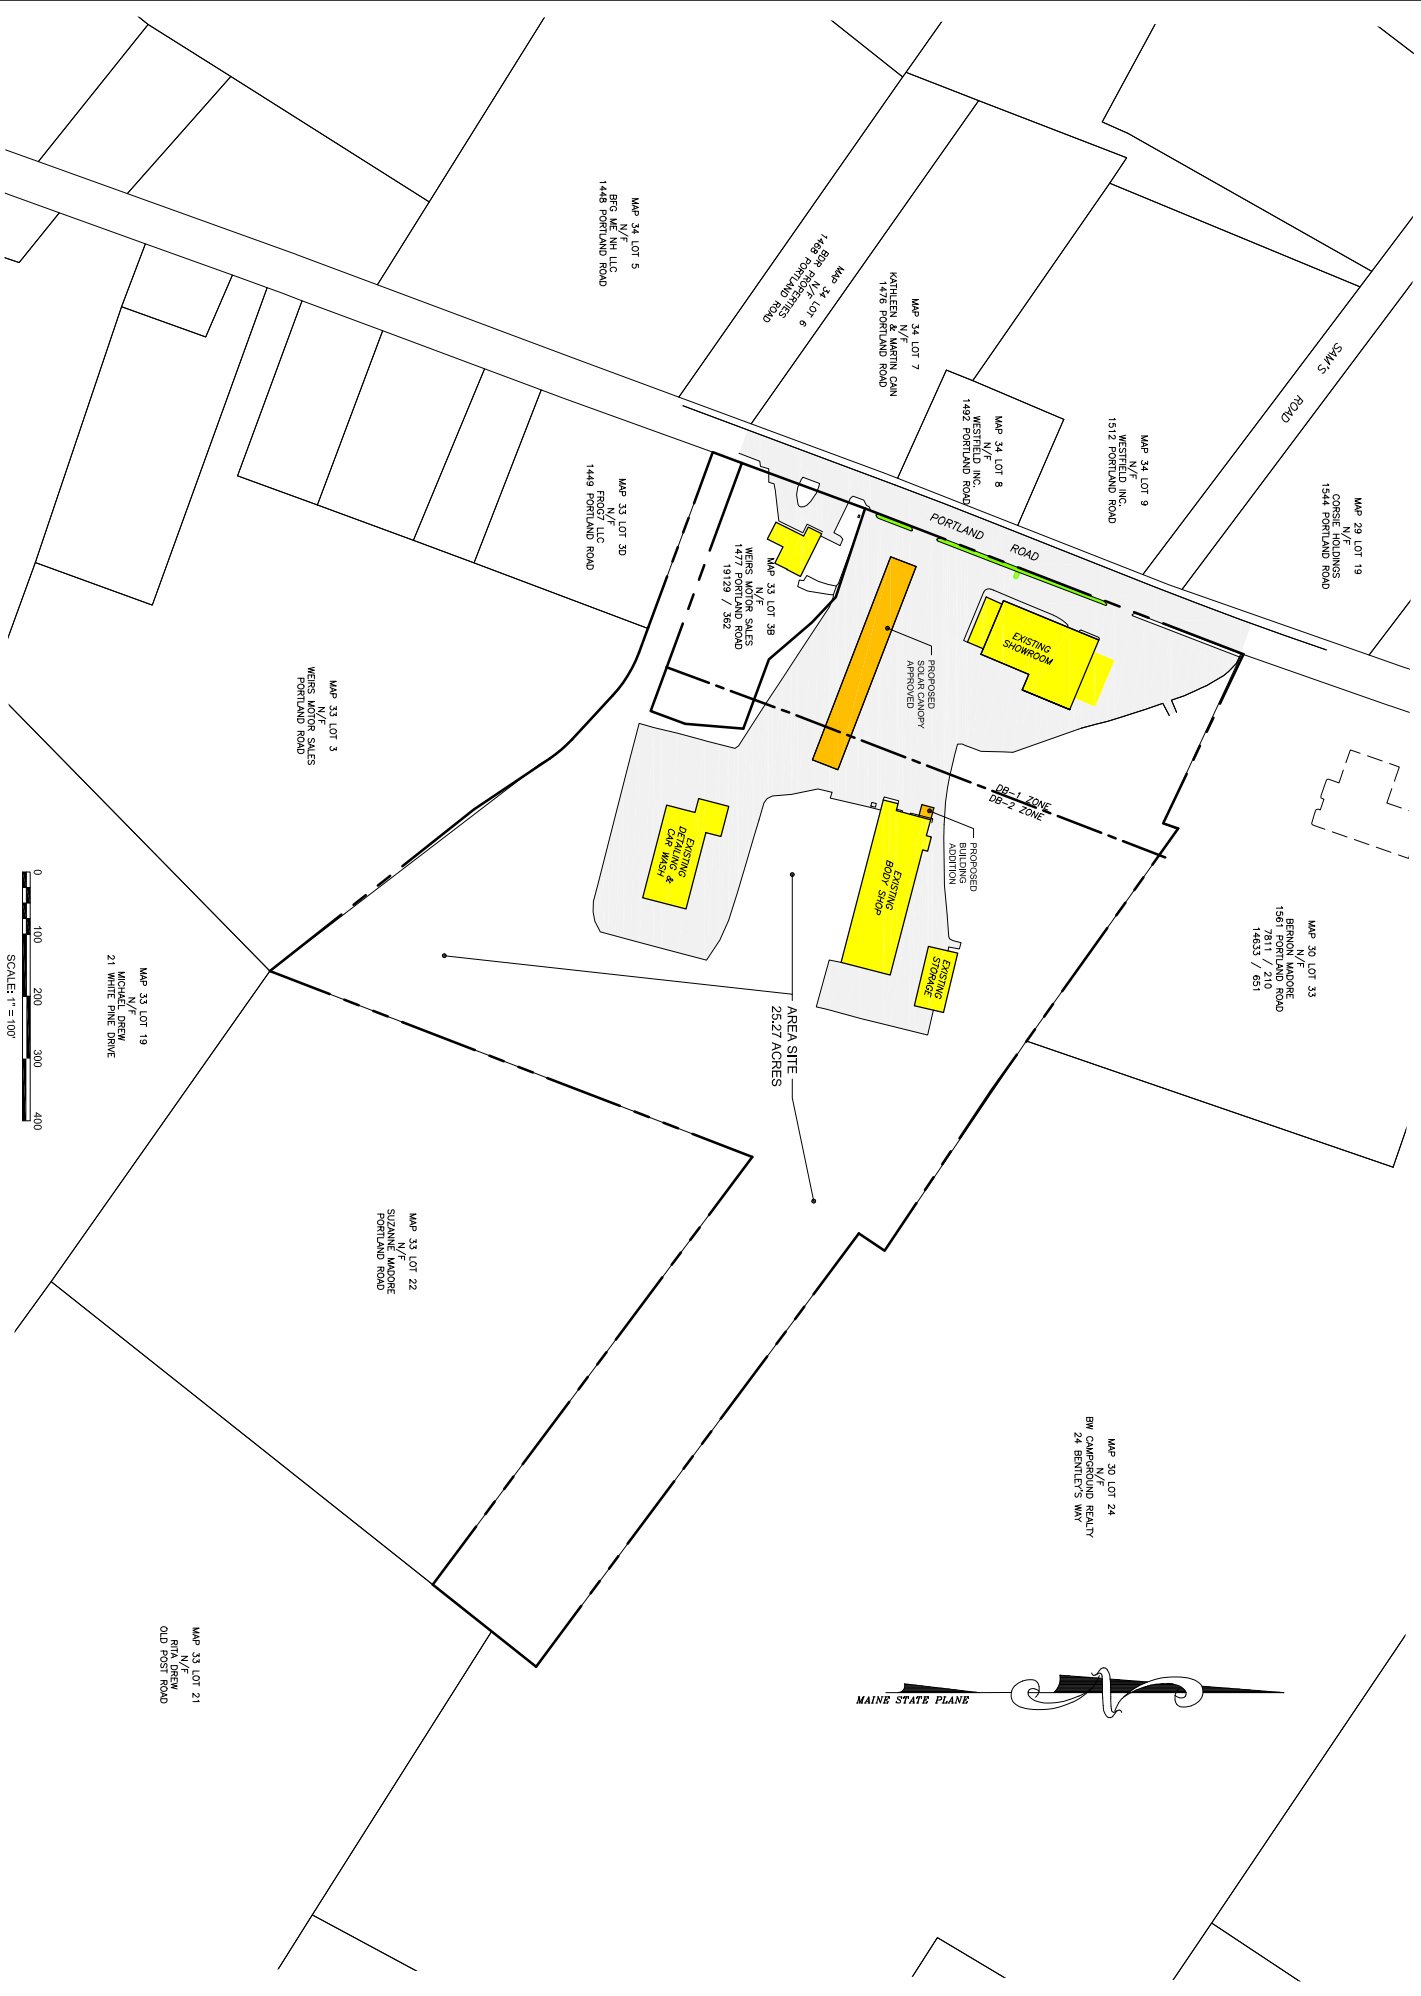 MAP 34 LOT 5
N/F
BFG ME NH LLC
1448 PORTLAND ROAD
MAP 34 LOT 6
N/F
BDR PROPERTIES
1468 PORTLAND ROAD
MAP 34 LOT 7
N/F
KATHLEEN & MARTIN CAIN
1476 PORTLAND ROAD
MAP 34 LOT 8
N/F
WESTFIELD INC.
1492 PORTLAND ROAD
MAP 34 LOT 9
N/F
WESTFIELD INC.
1512 PORTLAND ROAD
SAM'S
ROAD
MAP 29 LOT 19
N/F
CORSIE HOLDINGS
1544 PORTLAND ROAD
PORTLAND
ROAD
MAP 33 LOT 3D
N/F
FROG7 LLC
1449 PORTLAND ROAD
MAP 33 LOT 3B
N/F
WEIRS MOTOR SALES
1477 PORTLAND ROAD
19129 / 362
EXISTING
SHOWROOM
PROPOSED
SOLAR CANOPY
APPROVED
MAP 33 LOT 3
N/F
WEIRS MOTOR SALES
PORTLAND ROAD
DB-1 ZONE
DB-2 ZONE
PROPOSED
BUILDING
ADDITION
EXISTING
DETAILING &
CAR WASH
EXISTING
BODY SHOP
EXISTING
STORAGE
MAP 30 LOT 33
N/F
BERNON MADORE
1561 PORTLAND ROAD
7811 / 210
14633 / 651
AREA SITE
25.27 ACRES
MAP 33 LOT 19
N/F
MICHAEL DREW
21 WHITE PINE DRIVE
0 100 200 300 400
SCALE: 1" = 100'
MAP 33 LOT 22
N/F
SUZANNE MADORE
PORTLAND ROAD
MAP 30 LOT 24
N/F
BW CAMPGROUND REALTY
24 BENTLEY'S WAY
MAP 33 LOT 21
N/F
RITA DREW
OLD POST ROAD
N
MAINE STATE PLANE